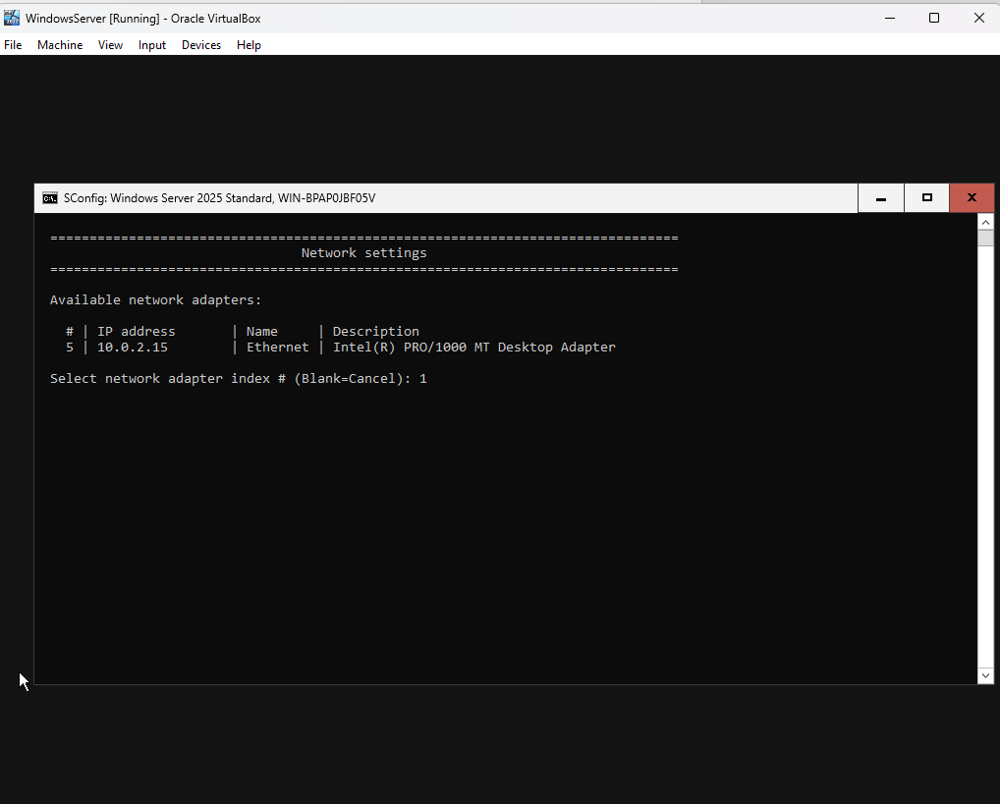 WindowsServer [Running] - Oracle VirtualBox
File Machine View Input Devices Help
SConfig: Windows Server 2025 Standard, WIN-BPAP0JBF05V
================================================================================
Network settings
================================================================================
Available network adapters:
# | IP address | Name | Description
5 | 10.0.2.15 | Ethernet | Intel(R) PRO/1000 MT Desktop Adapter
Select network adapter index # (Blank=Cancel): 1